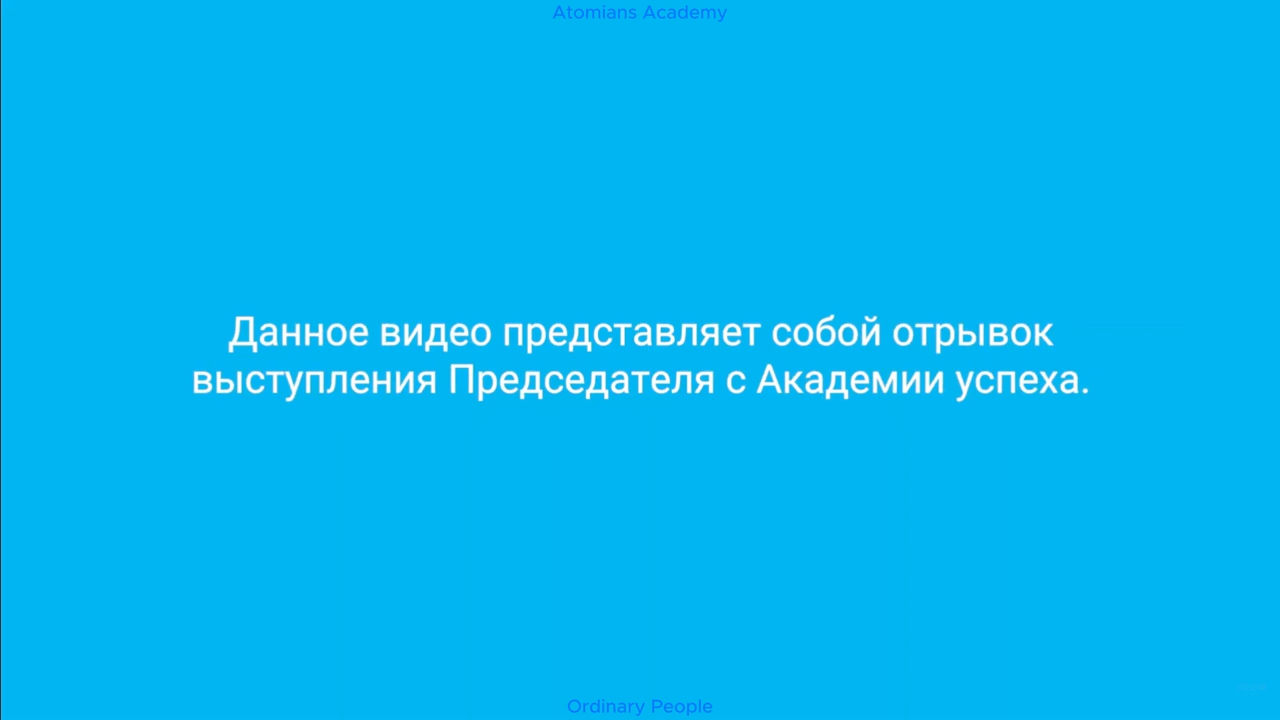 Atomians Academy
Данное видео представляет собой отрывок
выступления Председателя с Академии успеха.
Ordinary People